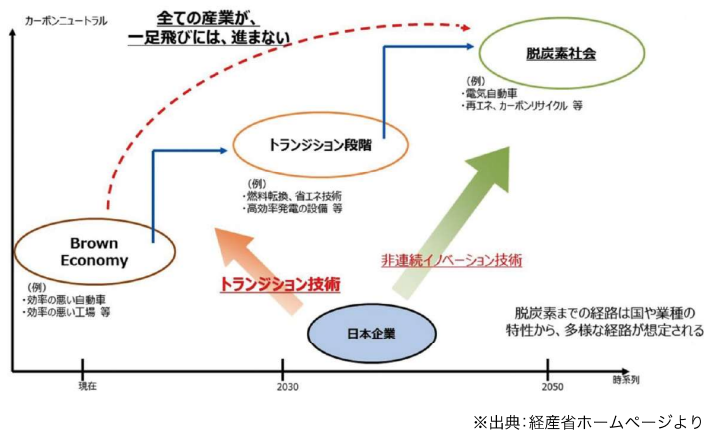 カーボンニュートラル
全ての産業が、
一足飛びには、進まない
脱炭素社会
（例）
・電気自動車
・再エネ、カーボンリサイクル 等
トランジション段階
（例）
・燃料転換、省エネ技術
・高効率発電の設備 等
Brown
Economy
（例）
・効率の悪い自動車
・効率の悪い工場 等
トランジション技術
非連続イノベーション技術
日本企業
脱炭素までの経路は国や業種の
特性から、多様な経路が想定される
現在
2030
2050
時系列
※出典：経産省ホームページより